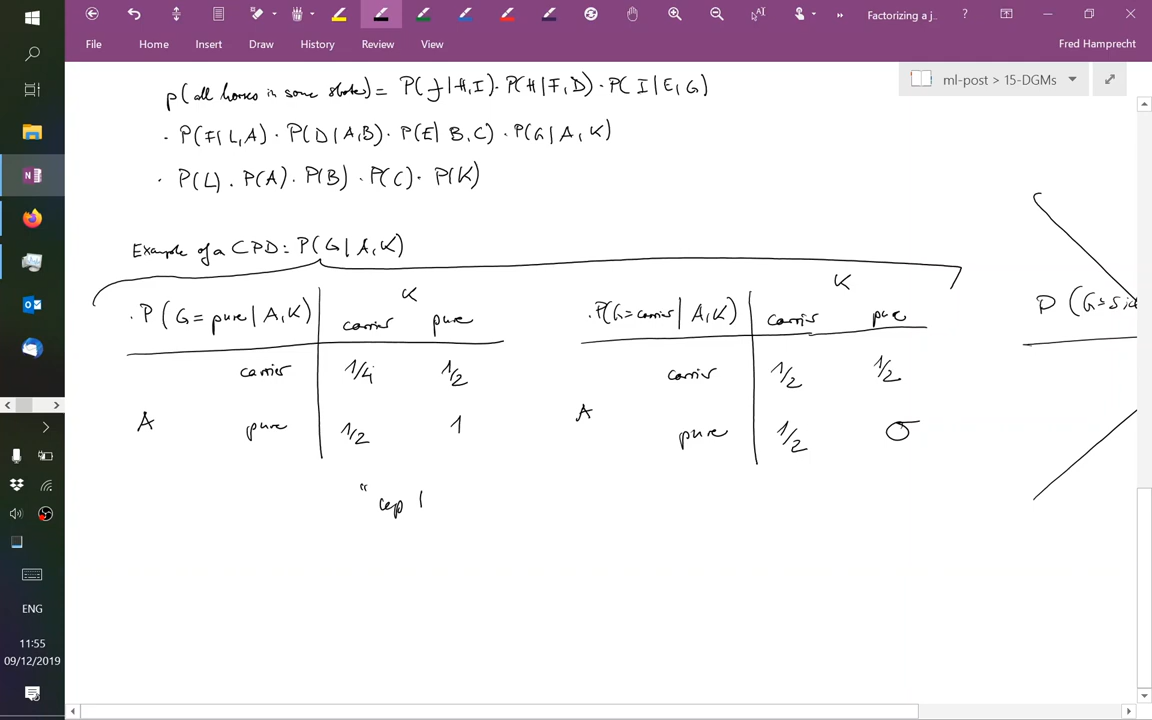 Factorizing a j...
?
File Home Insert Draw History Review View
Fred Hamprecht
ml-post > 15-DGMs
p(all horses in some states) = P(J|H,I) · P(H|F,D) · P(I|E,G)
· P(F|L,A) · P(D|A,B) · P(E|B,C) · P(G|A,K)
· P(L) · P(A) · P(B) · P(C) · P(K)
Example of a CPD: P(G|A,K)
· P(G = pure | A,K)
K
carrier pure
carrier 1/4 1/2
A pure 1/2 1
· P(G=carrier | A,K)
K
carrier pure
carrier 1/2 1/2
A pure 1/2 0
P(G=sic
"cep
ENG
11:55
09/12/2019